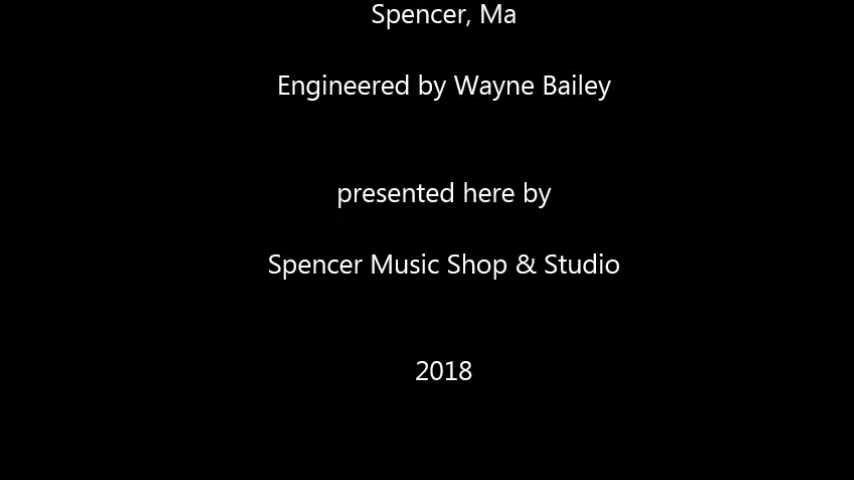 Spencer, Ma
Engineered by Wayne Bailey
presented here by
Spencer Music Shop & Studio
2018